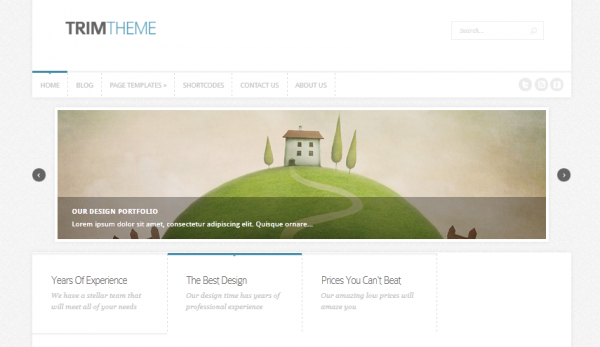 TRIMTHEME
Search...
HOME BLOG PAGE TEMPLATES » SHORTCODES CONTACT US ABOUT US
OUR DESIGN PORTFOLIO
Lorem ipsum dolor sit amet, consectetur adipiscing elit. Quisque ornare...
Years Of Experience
We have a stellar team that
will meet all of your needs
The Best Design
Our design time has years of
professional experience
Prices You Can't Beat
Our amazing low prices will
amaze you